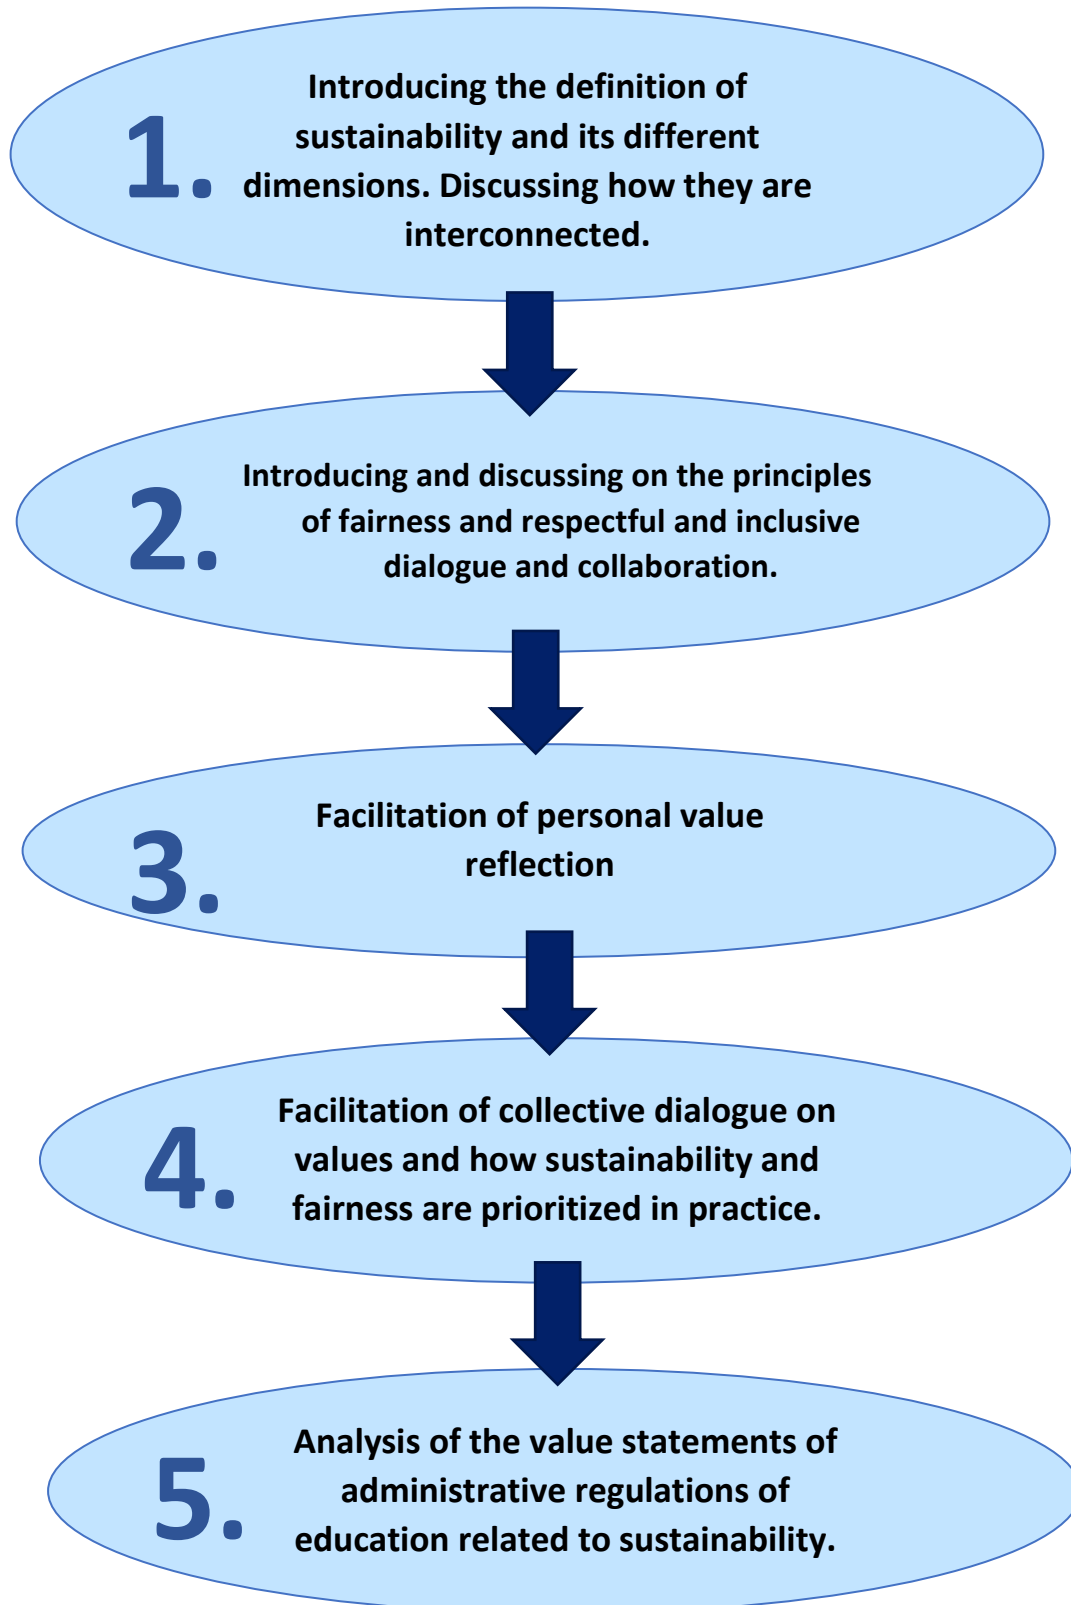 1.
Introducing the definition of
sustainability and its different
dimensions. Discussing how they are
interconnected.
2.
Introducing and discussing on the principles
of fairness and respectful and inclusive
dialogue and collaboration.
3.
Facilitation of personal value
reflection
4.
Facilitation of collective dialogue on
values and how sustainability and
fairness are prioritized in practice.
5.
Analysis of the value statements of
administrative regulations of
education related to sustainability.